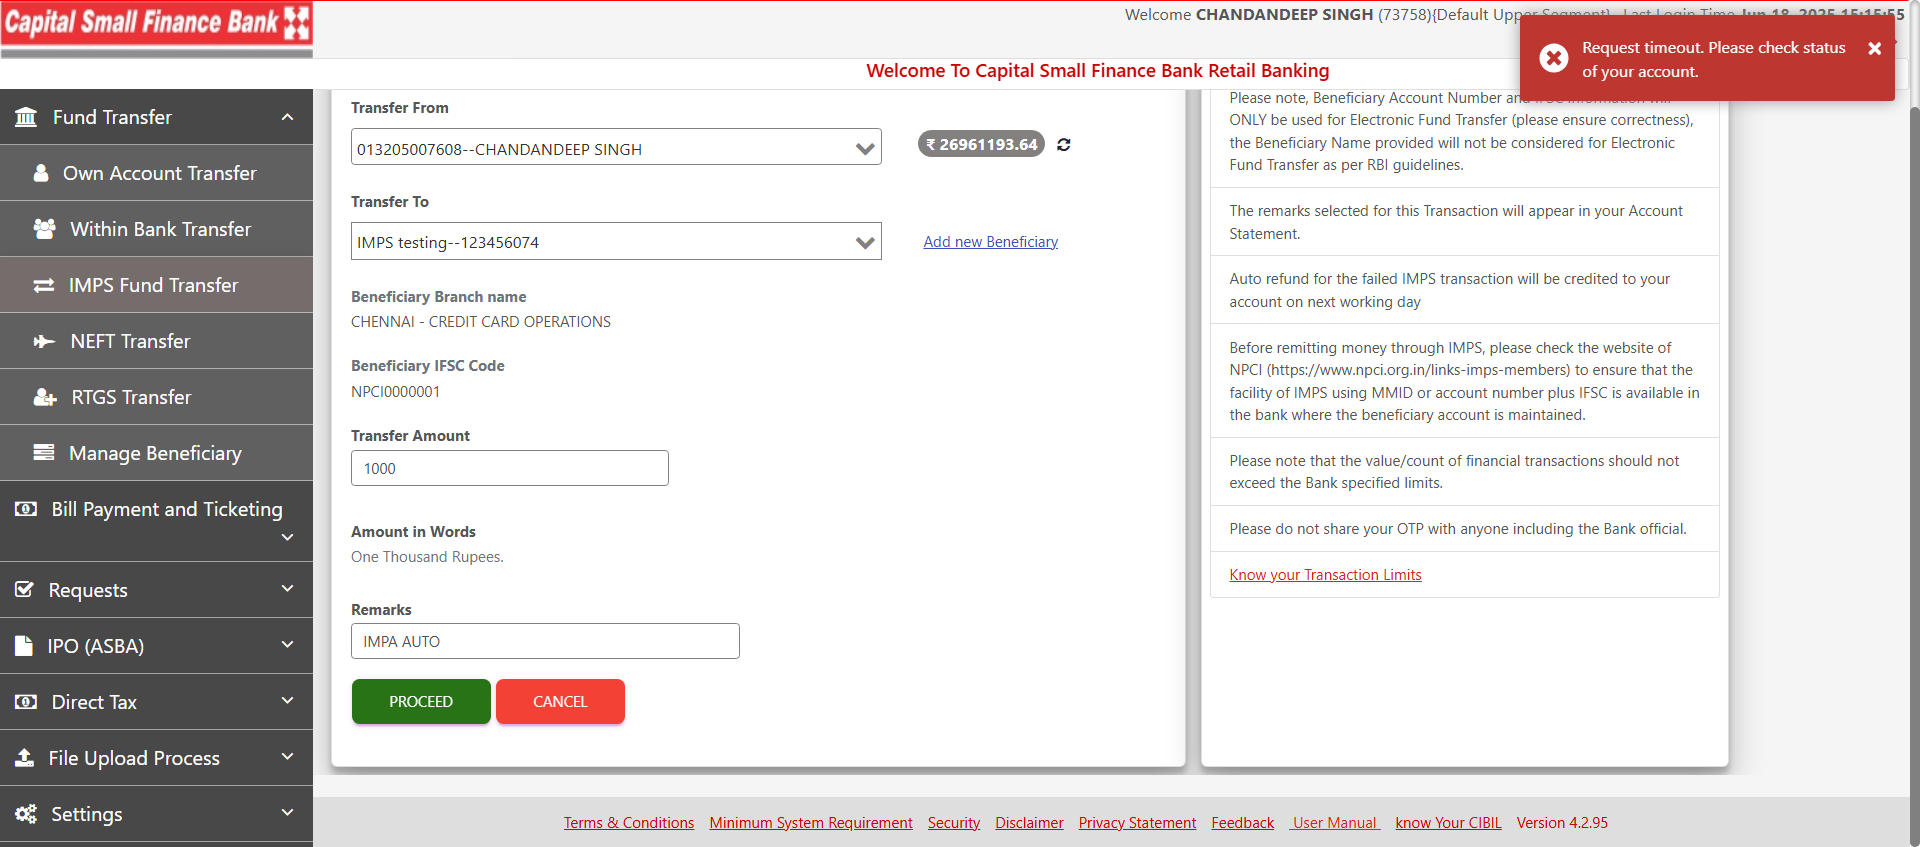 Capital Small Finance Bank
Welcome CHANDANDEEP SINGH (73758){Default Upper Segment} Last Login Time Jun 18, 2025 15:15:55
Request timeout. Please check status
of your account.
Welcome To Capital Small Finance Bank Retail Banking
Fund Transfer
Own Account Transfer
Within Bank Transfer
IMPS Fund Transfer
NEFT Transfer
RTGS Transfer
Manage Beneficiary
Bill Payment and Ticketing
Requests
IPO (ASBA)
Direct Tax
File Upload Process
Settings
Transfer From
013205007608--CHANDANDEEP SINGH
₹ 26961193.64
Transfer To
IMPS testing--123456074
Add new Beneficiary
Beneficiary Branch name
CHENNAI - CREDIT CARD OPERATIONS
Beneficiary IFSC Code
NPCI0000001
Transfer Amount
1000
Amount in Words
One Thousand Rupees.
Remarks
IMPA AUTO
PROCEED
CANCEL
Please note, Beneficiary Account Number and IFSC information will
ONLY be used for Electronic Fund Transfer (please ensure correctness),
the Beneficiary Name provided will not be considered for Electronic
Fund Transfer as per RBI guidelines.
The remarks selected for this Transaction will appear in your Account
Statement.
Auto refund for the failed IMPS transaction will be credited to your
account on next working day
Before remitting money through IMPS, please check the website of
NPCI (https://www.npci.org.in/links-imps-members) to ensure that the
facility of IMPS using MMID or account number plus IFSC is available in
the bank where the beneficiary account is maintained.
Please note that the value/count of financial transactions should not
exceed the Bank specified limits.
Please do not share your OTP with anyone including the Bank official.
Know your Transaction Limits
Terms & Conditions Minimum System Requirement Security Disclaimer Privacy Statement Feedback User Manual know Your CIBIL Version 4.2.95